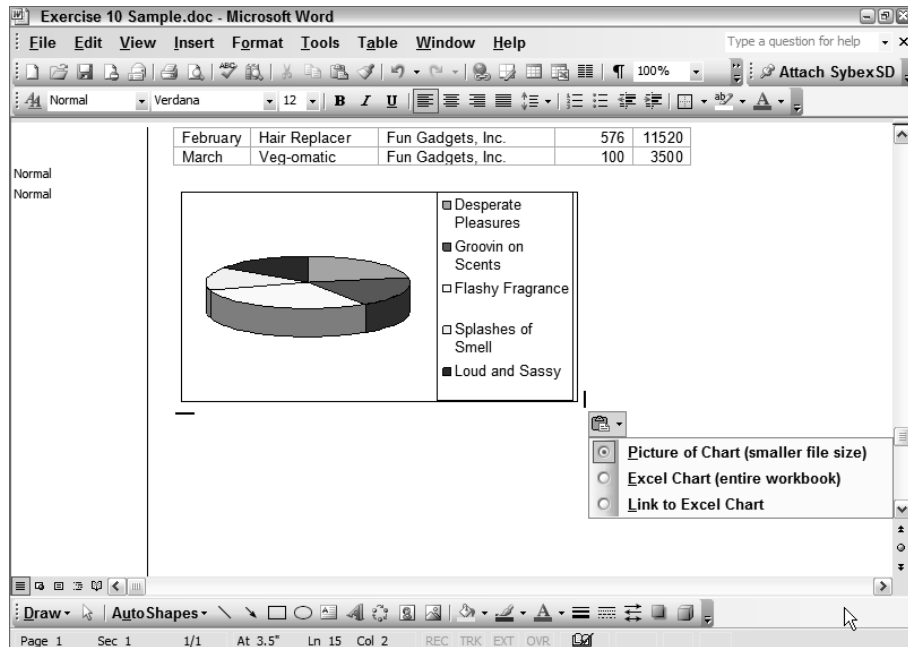 Exercise 10 Sample.doc - Microsoft Word
File Edit View Insert Format Tools Table Window Help Type a question for help
100% Attach SybexSD
Normal Verdana 12 B I U
February Hair Replacer Fun Gadgets, Inc. 576 11520
March Veg-omatic Fun Gadgets, Inc. 100 3500
Normal
Normal
Desperate
Pleasures
Groovin on
Scents
Flashy Fragrance
Splashes of
Smell
Loud and Sassy
Picture of Chart (smaller file size)
Excel Chart (entire workbook)
Link to Excel Chart
Draw AutoShapes
Page 1 Sec 1 1/1 At 3.5" Ln 15 Col 2 REC TRK EXT OVR